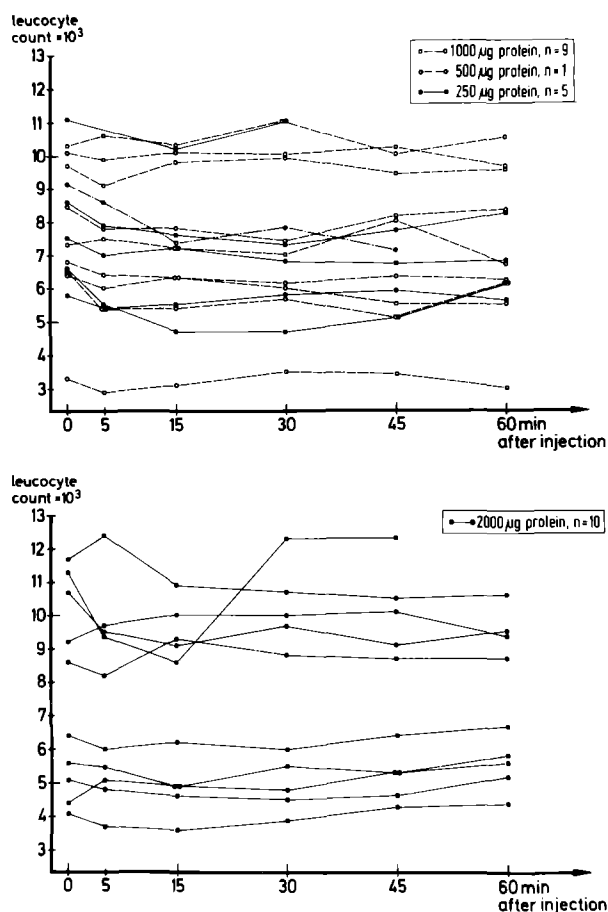 leucocyte
count × 10³
1000 µg protein, n = 9
500 µg protein, n = 1
250 µg protein, n = 5
13
12
11
10
9
8
7
6
5
4
3
0 5 15 30 45 60 min
after injection
leucocyte
count × 10³
2000 µg protein, n = 10
13
12
11
10
9
8
7
6
5
4
3
0 5 15 30 45 60 min
after injection